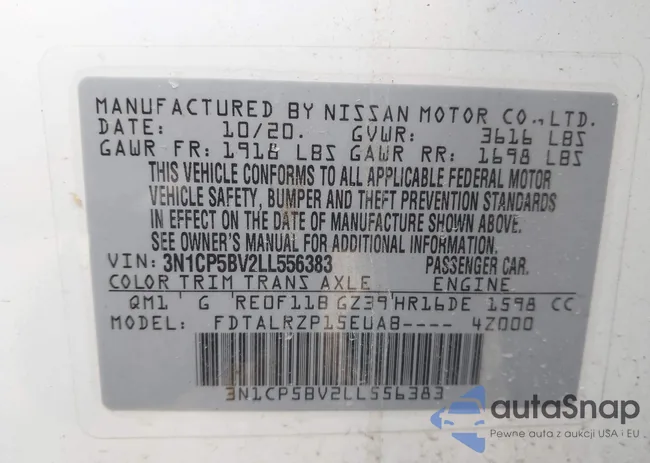 MANUFACTURED BY NISSAN MOTOR CO., LTD.
DATE: 10/20. GVWR: 3616 LBS
GAWR FR: 1918 LBS GAWR RR: 1698 LBS
THIS VEHICLE CONFORMS TO ALL APPLICABLE FEDERAL MOTOR
VEHICLE SAFETY, BUMPER AND THEFT PREVENTION STANDARDS
IN EFFECT ON THE DATE OF MANUFACTURE SHOWN ABOVE.
SEE OWNER'S MANUAL FOR ADDITIONAL INFORMATION.
VIN: 3N1CP5BV2LL556383 PASSENGER CAR.
COLOR TRIM TRANS AXLE ENGINE
QM1 G RE0F11B GZ39 HR16DE 1598 CC
MODEL: FDTALRZP15EUAB---- 4Z000
3N1CP5BV2LL556383
autaSnap
Pewne auta z aukcji USA i EU